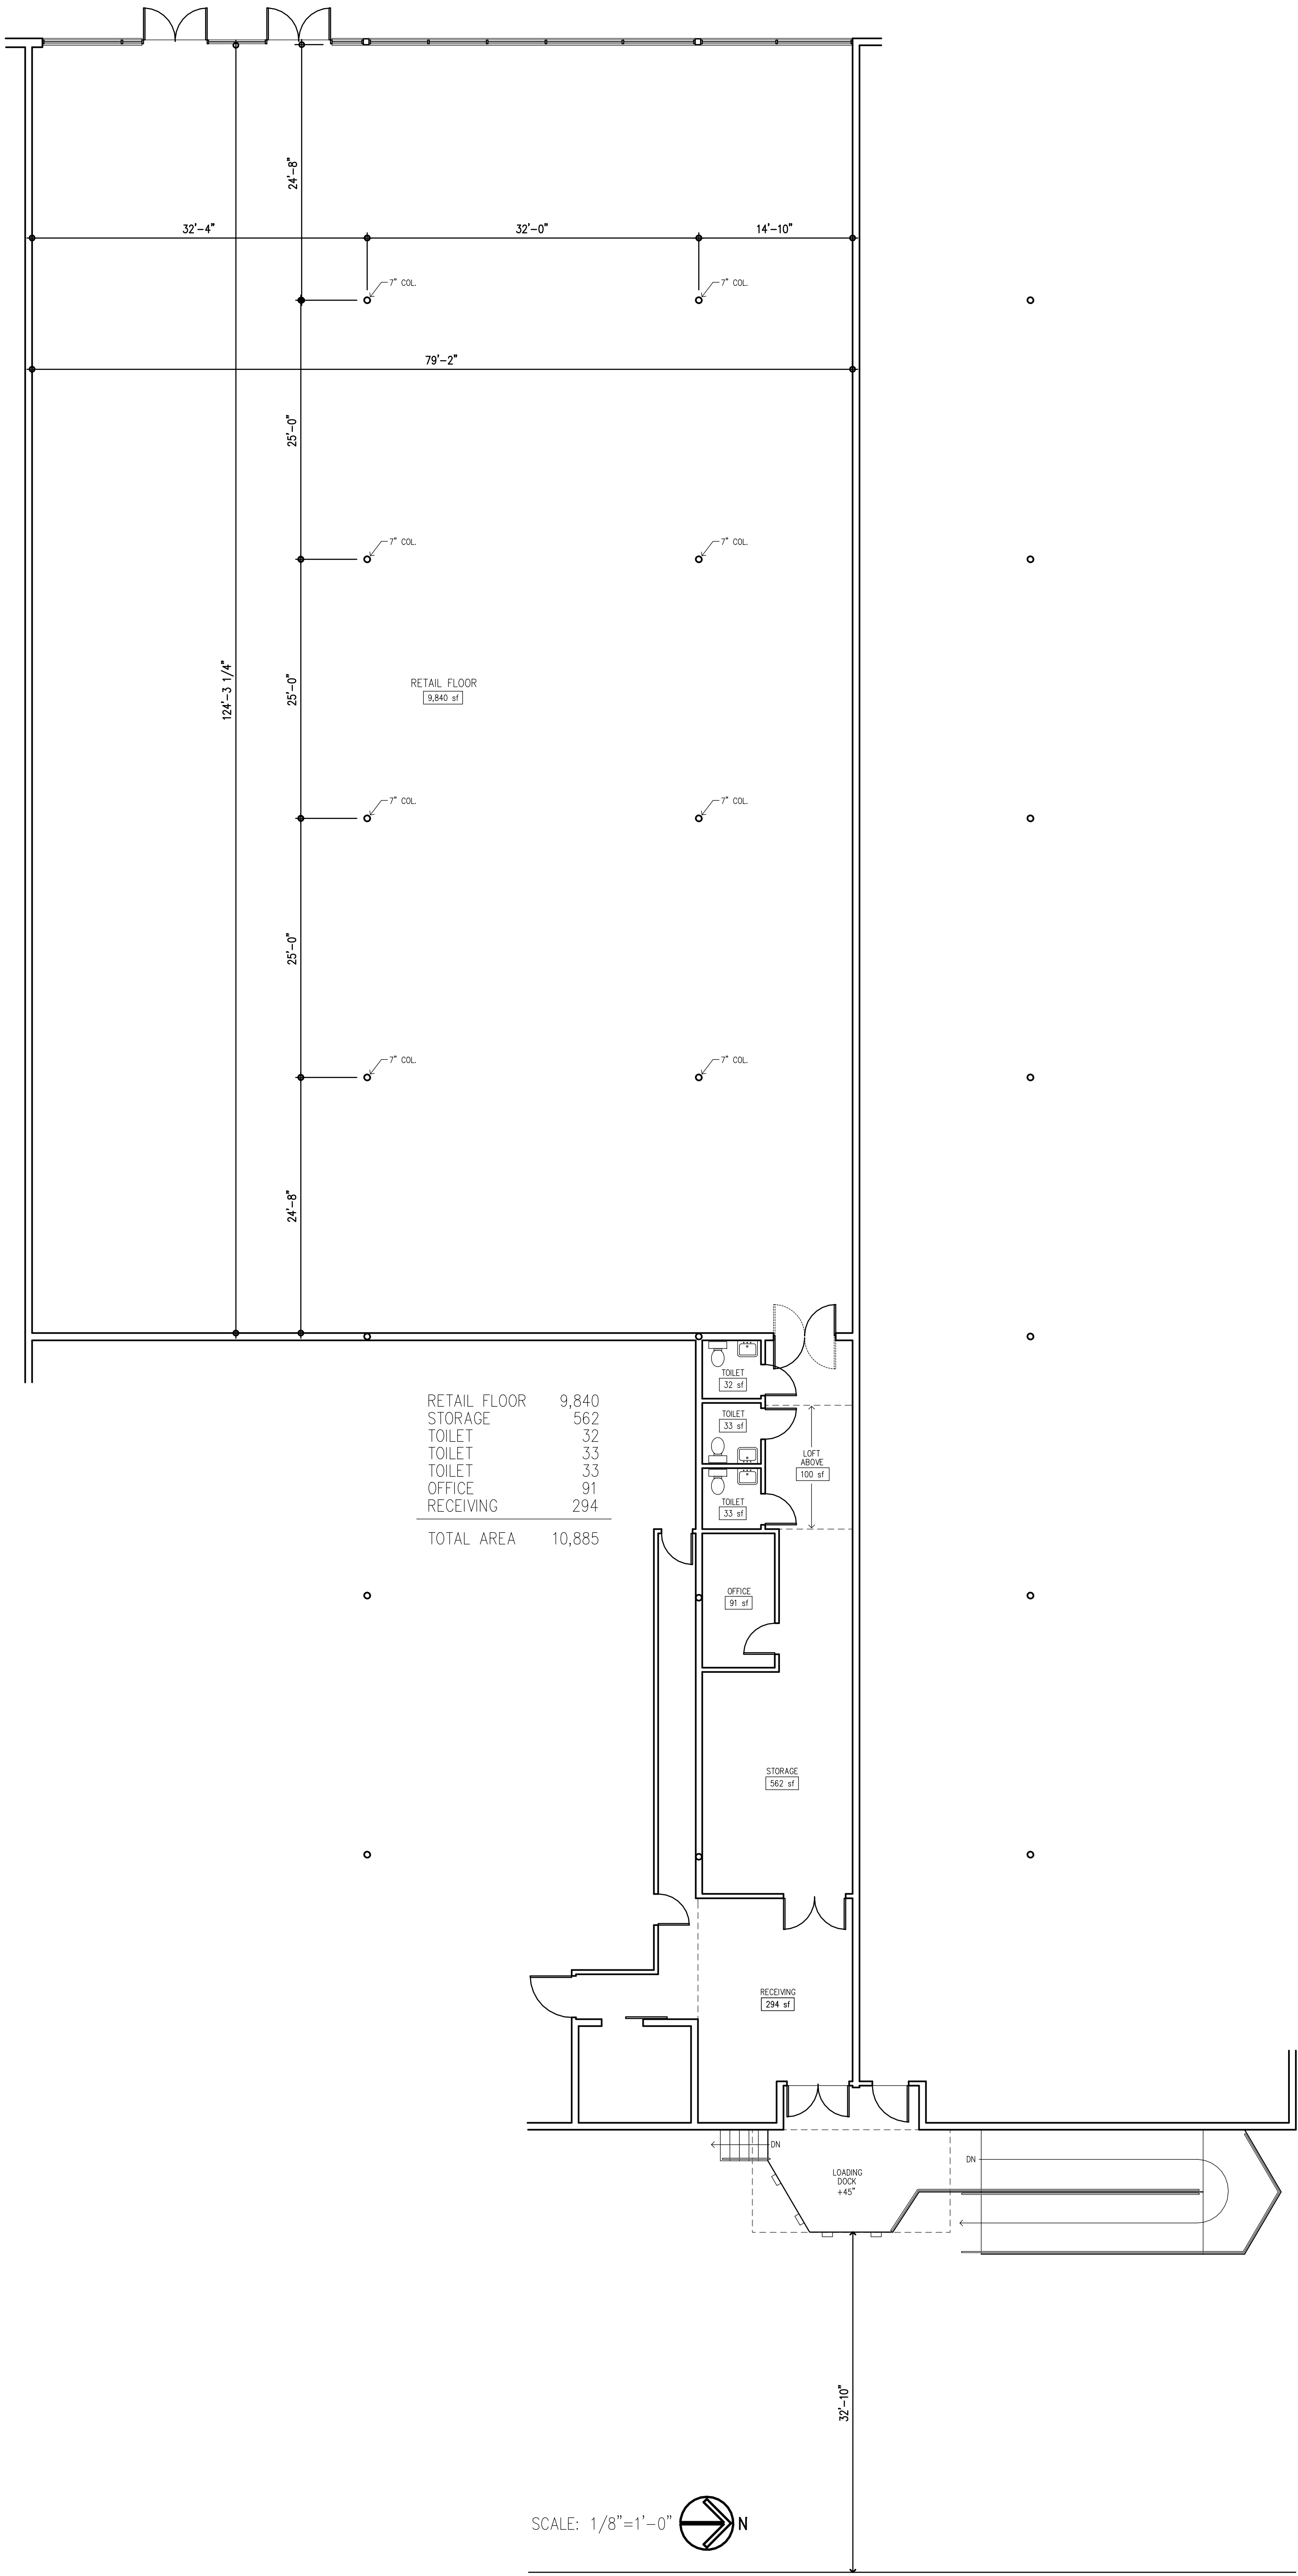 24'-8"
32'-4"
32'-0"
14'-10"
7" COL.
7" COL.
79'-2"
25'-0"
7" COL.
7" COL.
124'-3 1/4"
25'-0"
RETAIL FLOOR
9,840 sf
7" COL.
7" COL.
25'-0"
7" COL.
7" COL.
24'-8"
TOILET
32 sf
TOILET
33 sf
LOFT
ABOVE
100 sf
TOILET
33 sf
RETAIL FLOOR 9,840
STORAGE 562
TOILET 32
TOILET 33
TOILET 33
OFFICE 91
RECEIVING 294
TOTAL AREA 10,885
OFFICE
91 sf
STORAGE
562 sf
RECEIVING
294 sf
DN
LOADING
DOCK
+45"
DN
32'-10"
SCALE: 1/8"=1'-0"
N